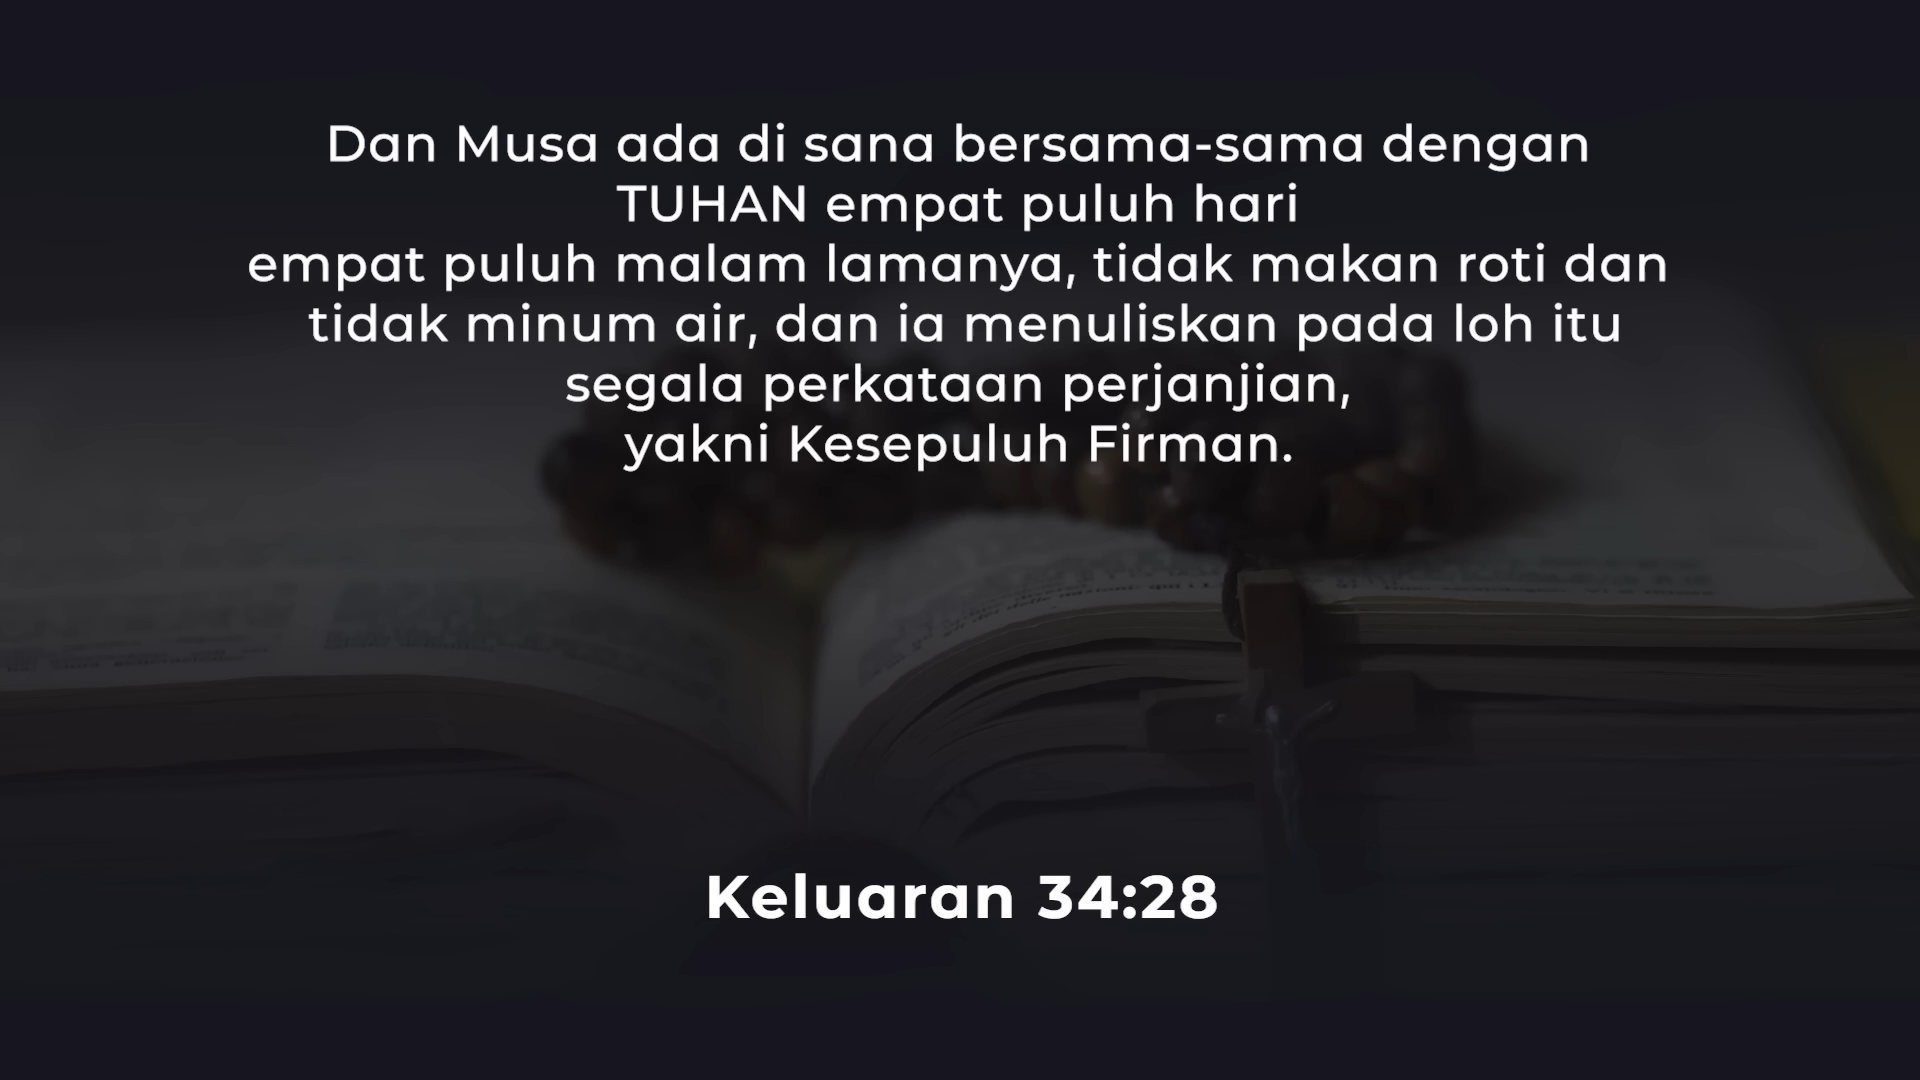 Dan Musa ada di sana bersama-sama dengan
TUHAN empat puluh hari
empat puluh malam lamanya, tidak makan roti dan
tidak minum air, dan ia menuliskan pada loh itu
segala perkataan perjanjian,
yakni Kesepuluh Firman.
Keluaran 34:28